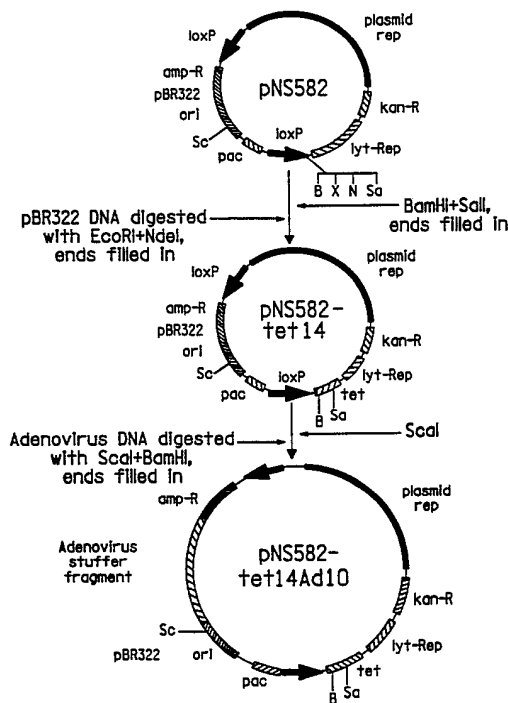 plasmid
rep
loxP
amp-R
pBR322
ori
pNS582
kan-R
loxP
Sc
pac
lyt-Rep
B X N Sa
pBR322 DNA digested
with EcoRI+NdeI,
ends filled in
BamHI+SalI,
ends filled in
plasmid
rep
loxP
amp-R
pBR322
ori
pNS582-
tet14
kan-R
Sc
loxP
lyt-Rep
pac
tet
B
Sa
Adenovirus DNA digested
with ScaI+BamHI,
ends filled in
ScaI
amp-R
plasmid
rep
Adenovirus
stuffer
fragment
pNS582-
tet14Ad10
kan-R
Sc
pBR322 ori
lyt-Rep
pac
tet
B
Sa